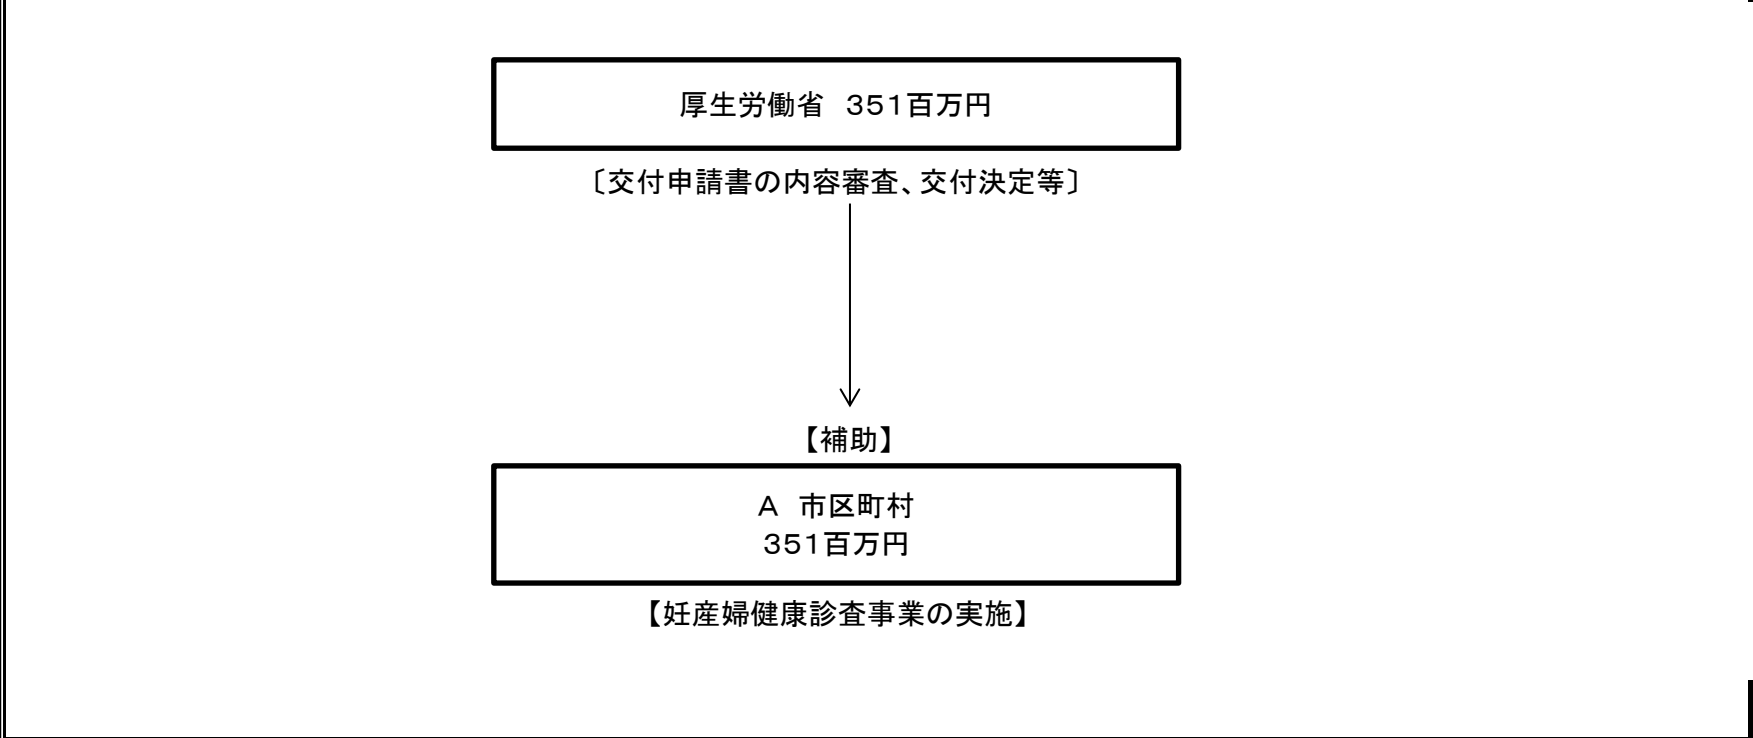 厚生労働省　３５１百万円
〔交付申請書の内容審査、交付決定等〕
【補助】
Ａ　市区町村
３５１百万円
【妊産婦健康診査事業の実施】